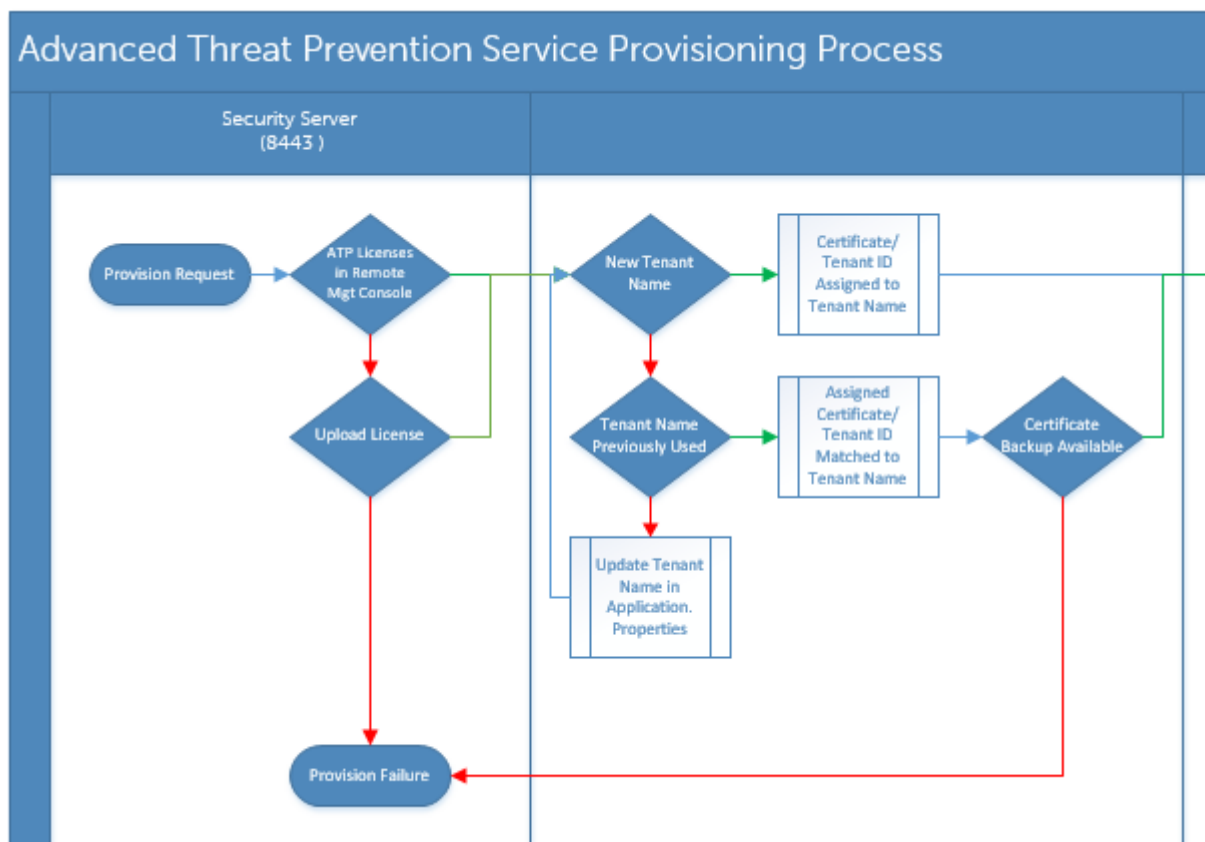 Advanced Threat Prevention Service Provisioning Process
Security Server
(8443 )
Provision Request
ATP Licenses
in Remote
Mgt Console
New Tenant
Name
Certificate/
Tenant ID
Assigned to
Tenant Name
Upload License
Tenant Name
Previously Used
Assigned
Certificate/
Tenant ID
Matched to
Tenant Name
Certificate
Backup Available
Update Tenant
Name in
Application.
Properties
Provision Failure